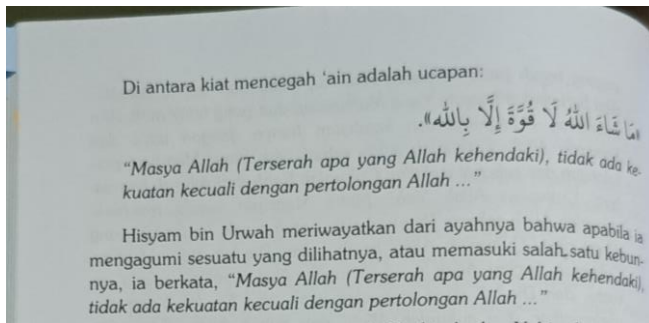 Di antara kiat mencegah ‘ain adalah ucapan:
«مَا شَاءَ اللهُ لَا قُوَّةَ إِلَّا بِاللهِ».
“Masya Allah (Terserah apa yang Allah kehendaki), tidak ada ke-
kuatan kecuali dengan pertolongan Allah ...”
Hisyam bin Urwah meriwayatkan dari ayahnya bahwa apabila ia
mengagumi sesuatu yang dilihatnya, atau memasuki salah satu kebun-
nya, ia berkata, “Masya Allah (Terserah apa yang Allah kehendaki),
tidak ada kekuatan kecuali dengan pertolongan Allah ...”